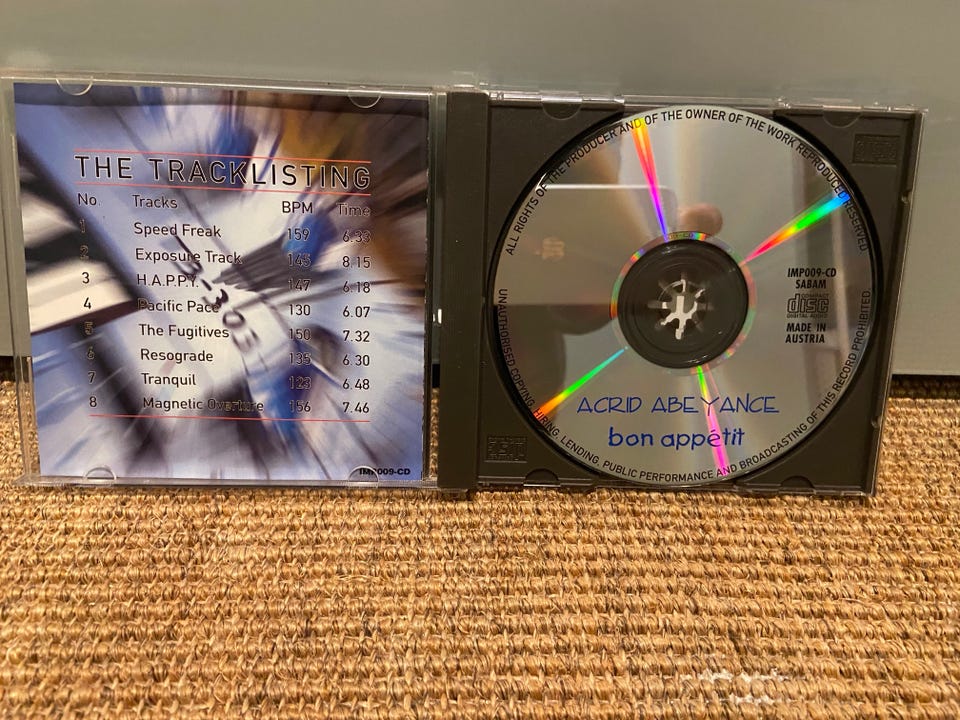 THE TRACKLISTING
No. Tracks BPM Time
1 Speed Freak 159 6.33
2 Exposure Track 145 8.15
3 H.A.P.P.Y. 147 6.18
4 Pacific Pace 130 6.07
5 The Fugitives 150 7.32
6 Resograde 135 6.30
7 Tranquil 123 6.48
8 Magnetic Overture 156 7.46
IMP009-CD
ALL RIGHTS OF THE PRODUCER AND OF THE OWNER OF THE WORK REPRODUCED RESERVED
UNAUTHORISED COPYING, HIRING, LENDING, PUBLIC PERFORMANCE AND BROADCASTING OF THIS RECORD PROHIBITED.
IMP009-CD
SABAM
COMPACT
disc
DIGITAL AUDIO
MADE IN
AUSTRIA
ACRID ABEYANCE
bon appétit